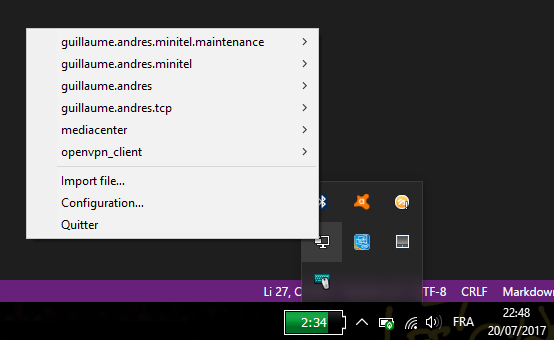 guillaume.andres.minitel.maintenance
guillaume.andres.minitel
guillaume.andres
guillaume.andres.tcp
mediacenter
openvpn_client
Import file...
Configuration...
Quitter
Li 27, C
TF-8 CRLF Markdown
2:34
FRA
22:48
20/07/2017